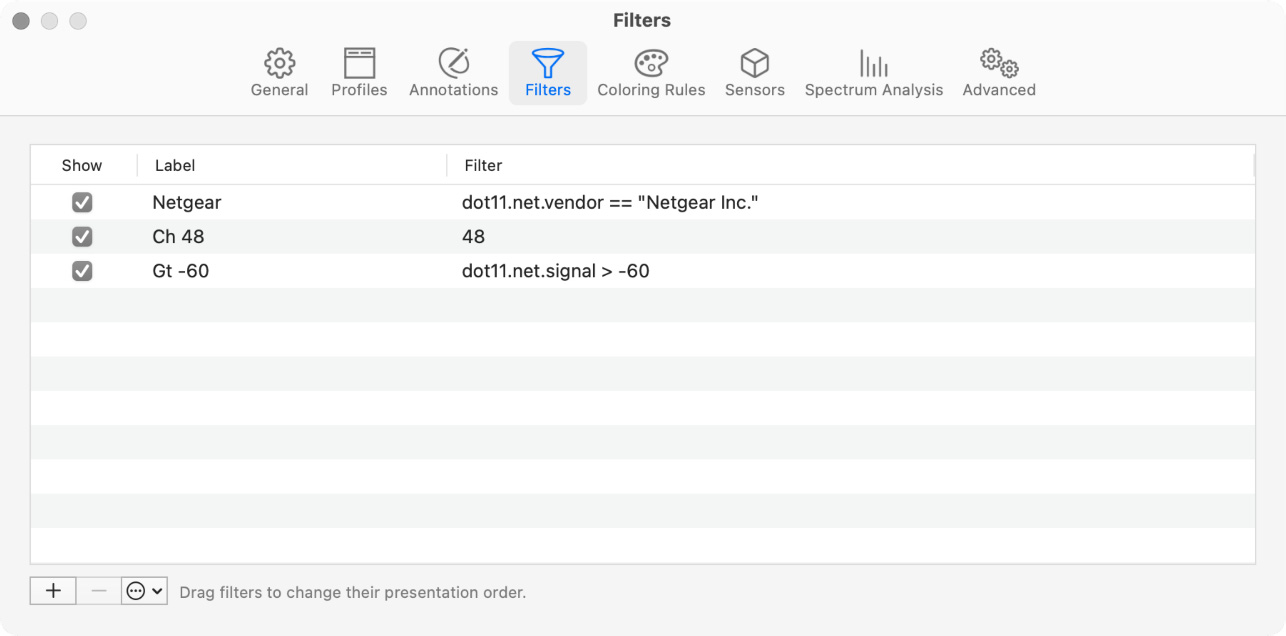 Filters
General Profiles Annotations Filters Coloring Rules Sensors Spectrum Analysis Advanced
Show Label Filter
Netgear dot11.net.vendor == "Netgear Inc."
Ch 48 48
Gt -60 dot11.net.signal > -60
Drag filters to change their presentation order.